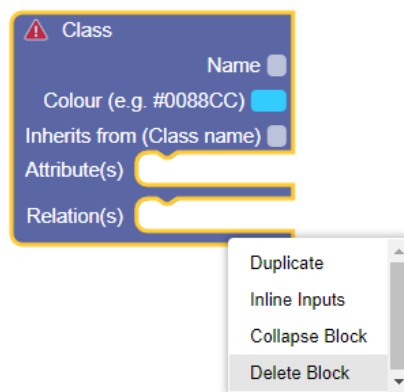 Class
Name
Colour (e.g. #0088CC)
Inherits from (Class name)
Attribute(s)
Relation(s)
Duplicate
Inline Inputs
Collapse Block
Delete Block